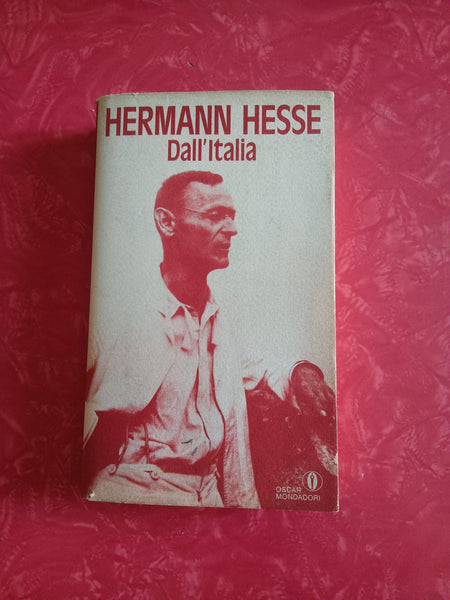 HERMANN HESSE
Dall'Italia
OSCAR
MONDADORI